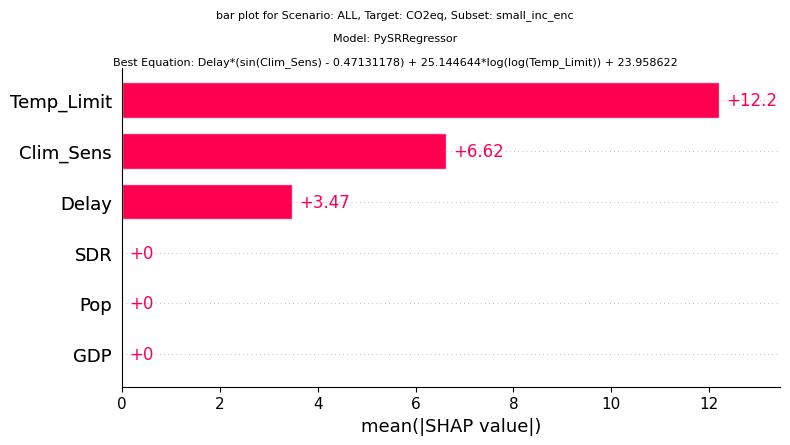 bar plot for Scenario: ALL, Target: CO2eq, Subset: small_inc_enc
Model: PySRRegressor
Best Equation: Delay*(sin(Clim_Sens) - 0.47131178) + 25.144644*log(log(Temp_Limit)) + 23.958622
Temp_Limit +12.2
Clim_Sens +6.62
Delay +3.47
SDR +0
Pop +0
GDP +0
0 2 4 6 8 10 12
mean(|SHAP value|)